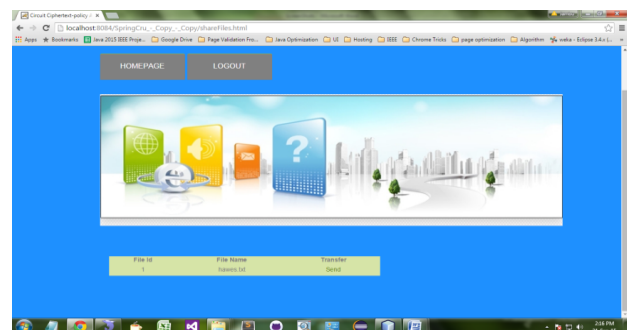 Circuit Ciphertext-policy
localhost:8084/SpringCru_-_Copy_-_Copy/shareFiles.html
Apps Bookmarks Java 2015 IEEE Proje... Google Drive Page Validation Fro... Java Optimization UI Hosting IEEE Chrome Tricks page optimization Algorithm weka - Eclipse 3.4.x (...
HOMEPAGE LOGOUT
?
e
File Id File Name Transfer
1 Send
2:16 PM